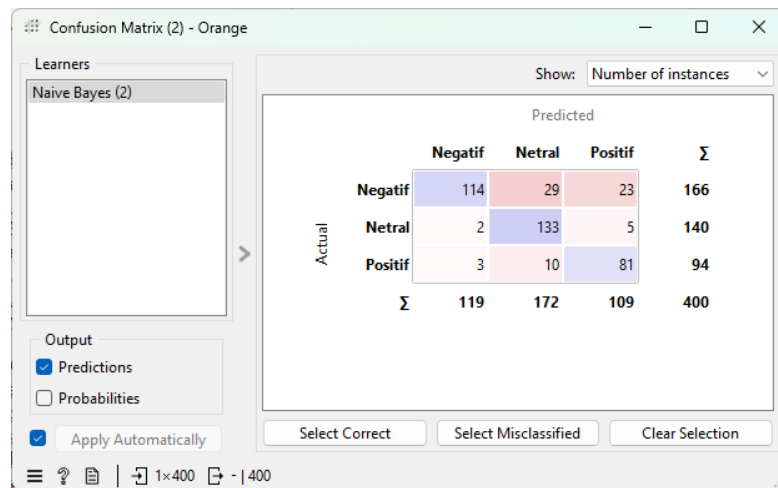 Confusion Matrix (2) - Orange
Learners
Naive Bayes (2)
Show: Number of instances
Predicted
Negatif Netral Positif Σ
Negatif 114 29 23 166
Actual
Netral 2 133 5 140
Positif 3 10 81 94
Σ 119 172 109 400
Output
Predictions
Probabilities
Apply Automatically
Select Correct Select Misclassified Clear Selection
? 1×400 - | 400